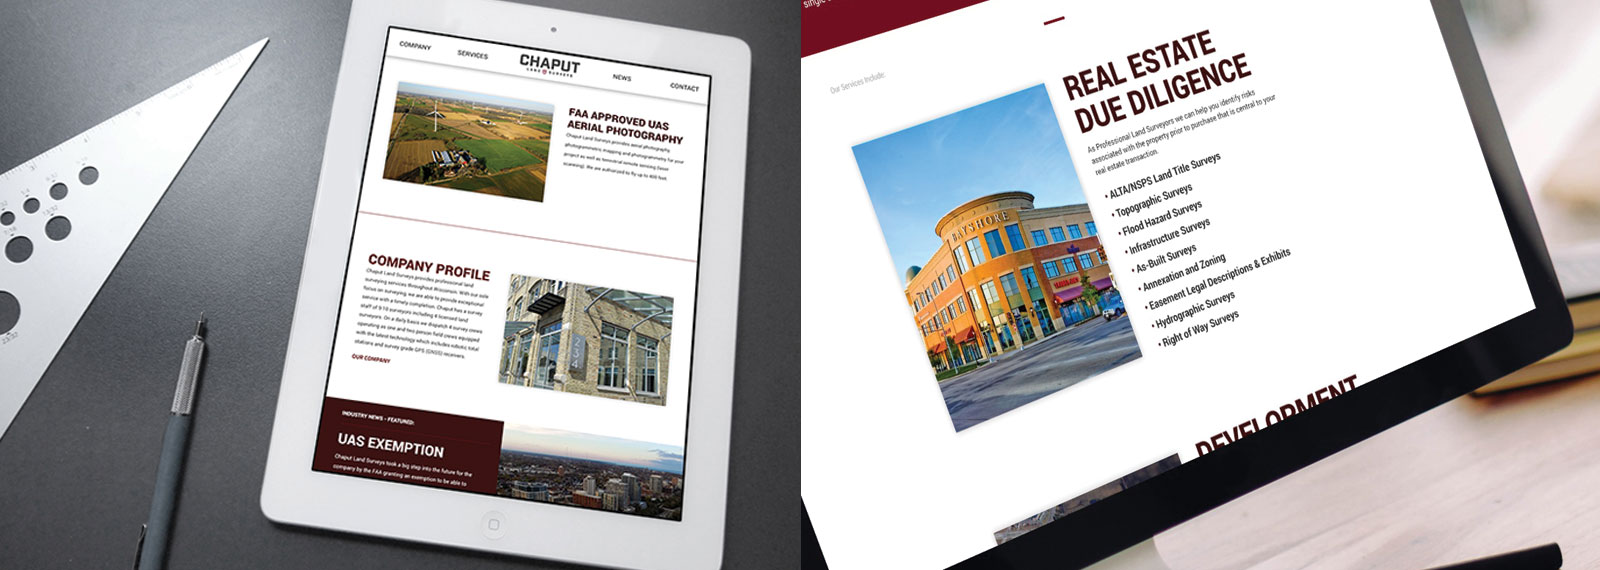 COMPANY
SERVICES
CHAPUT
LAND SURVEYS
NEWS
CONTACT
FAA APPROVED UAS
AERIAL PHOTOGRAPHY
Chaput Land Surveys provides aerial photography,
photogrammetric mapping and photogrammetry for your
project as well as terrestrial remote sensing (laser
scanning). We are authorized to fly up to 400 feet.
COMPANY PROFILE
Chaput Land Surveys provides professional land
surveying services throughout Wisconsin. With our sole
focus on surveying, we are able to provide exceptional
service with a timely completion. Chaput has a survey
staff of 9-10 surveyors including 4 licensed land
surveyors. On a daily basis we dispatch 4 survey crews
operating as one and two person field crews equipped
with the latest technology which includes robotic total
stations and survey grade GPS (GNSS) receivers.
OUR COMPANY
234
INDUSTRY NEWS - FEATURED:
UAS EXEMPTION
Chaput Land Surveys took a big step into the future for the
company by the FAA granting an exemption to be able to
single
Our Services Include:
BAYSHORE
REAL ESTATE
DUE DILIGENCE
As Professional Land Surveyors we can help you identify risks
associated with the property prior to purchase that is central to your
real estate transaction.
• ALTA/NSPS Land Title Surveys
• Topographic Surveys
• Flood Hazard Surveys
• Infrastructure Surveys
• As-Built Surveys
• Annexation and Zoning
• Easement Legal Descriptions & Exhibits
• Hydrographic Surveys
• Right of Way Surveys
DEVELOPMENT